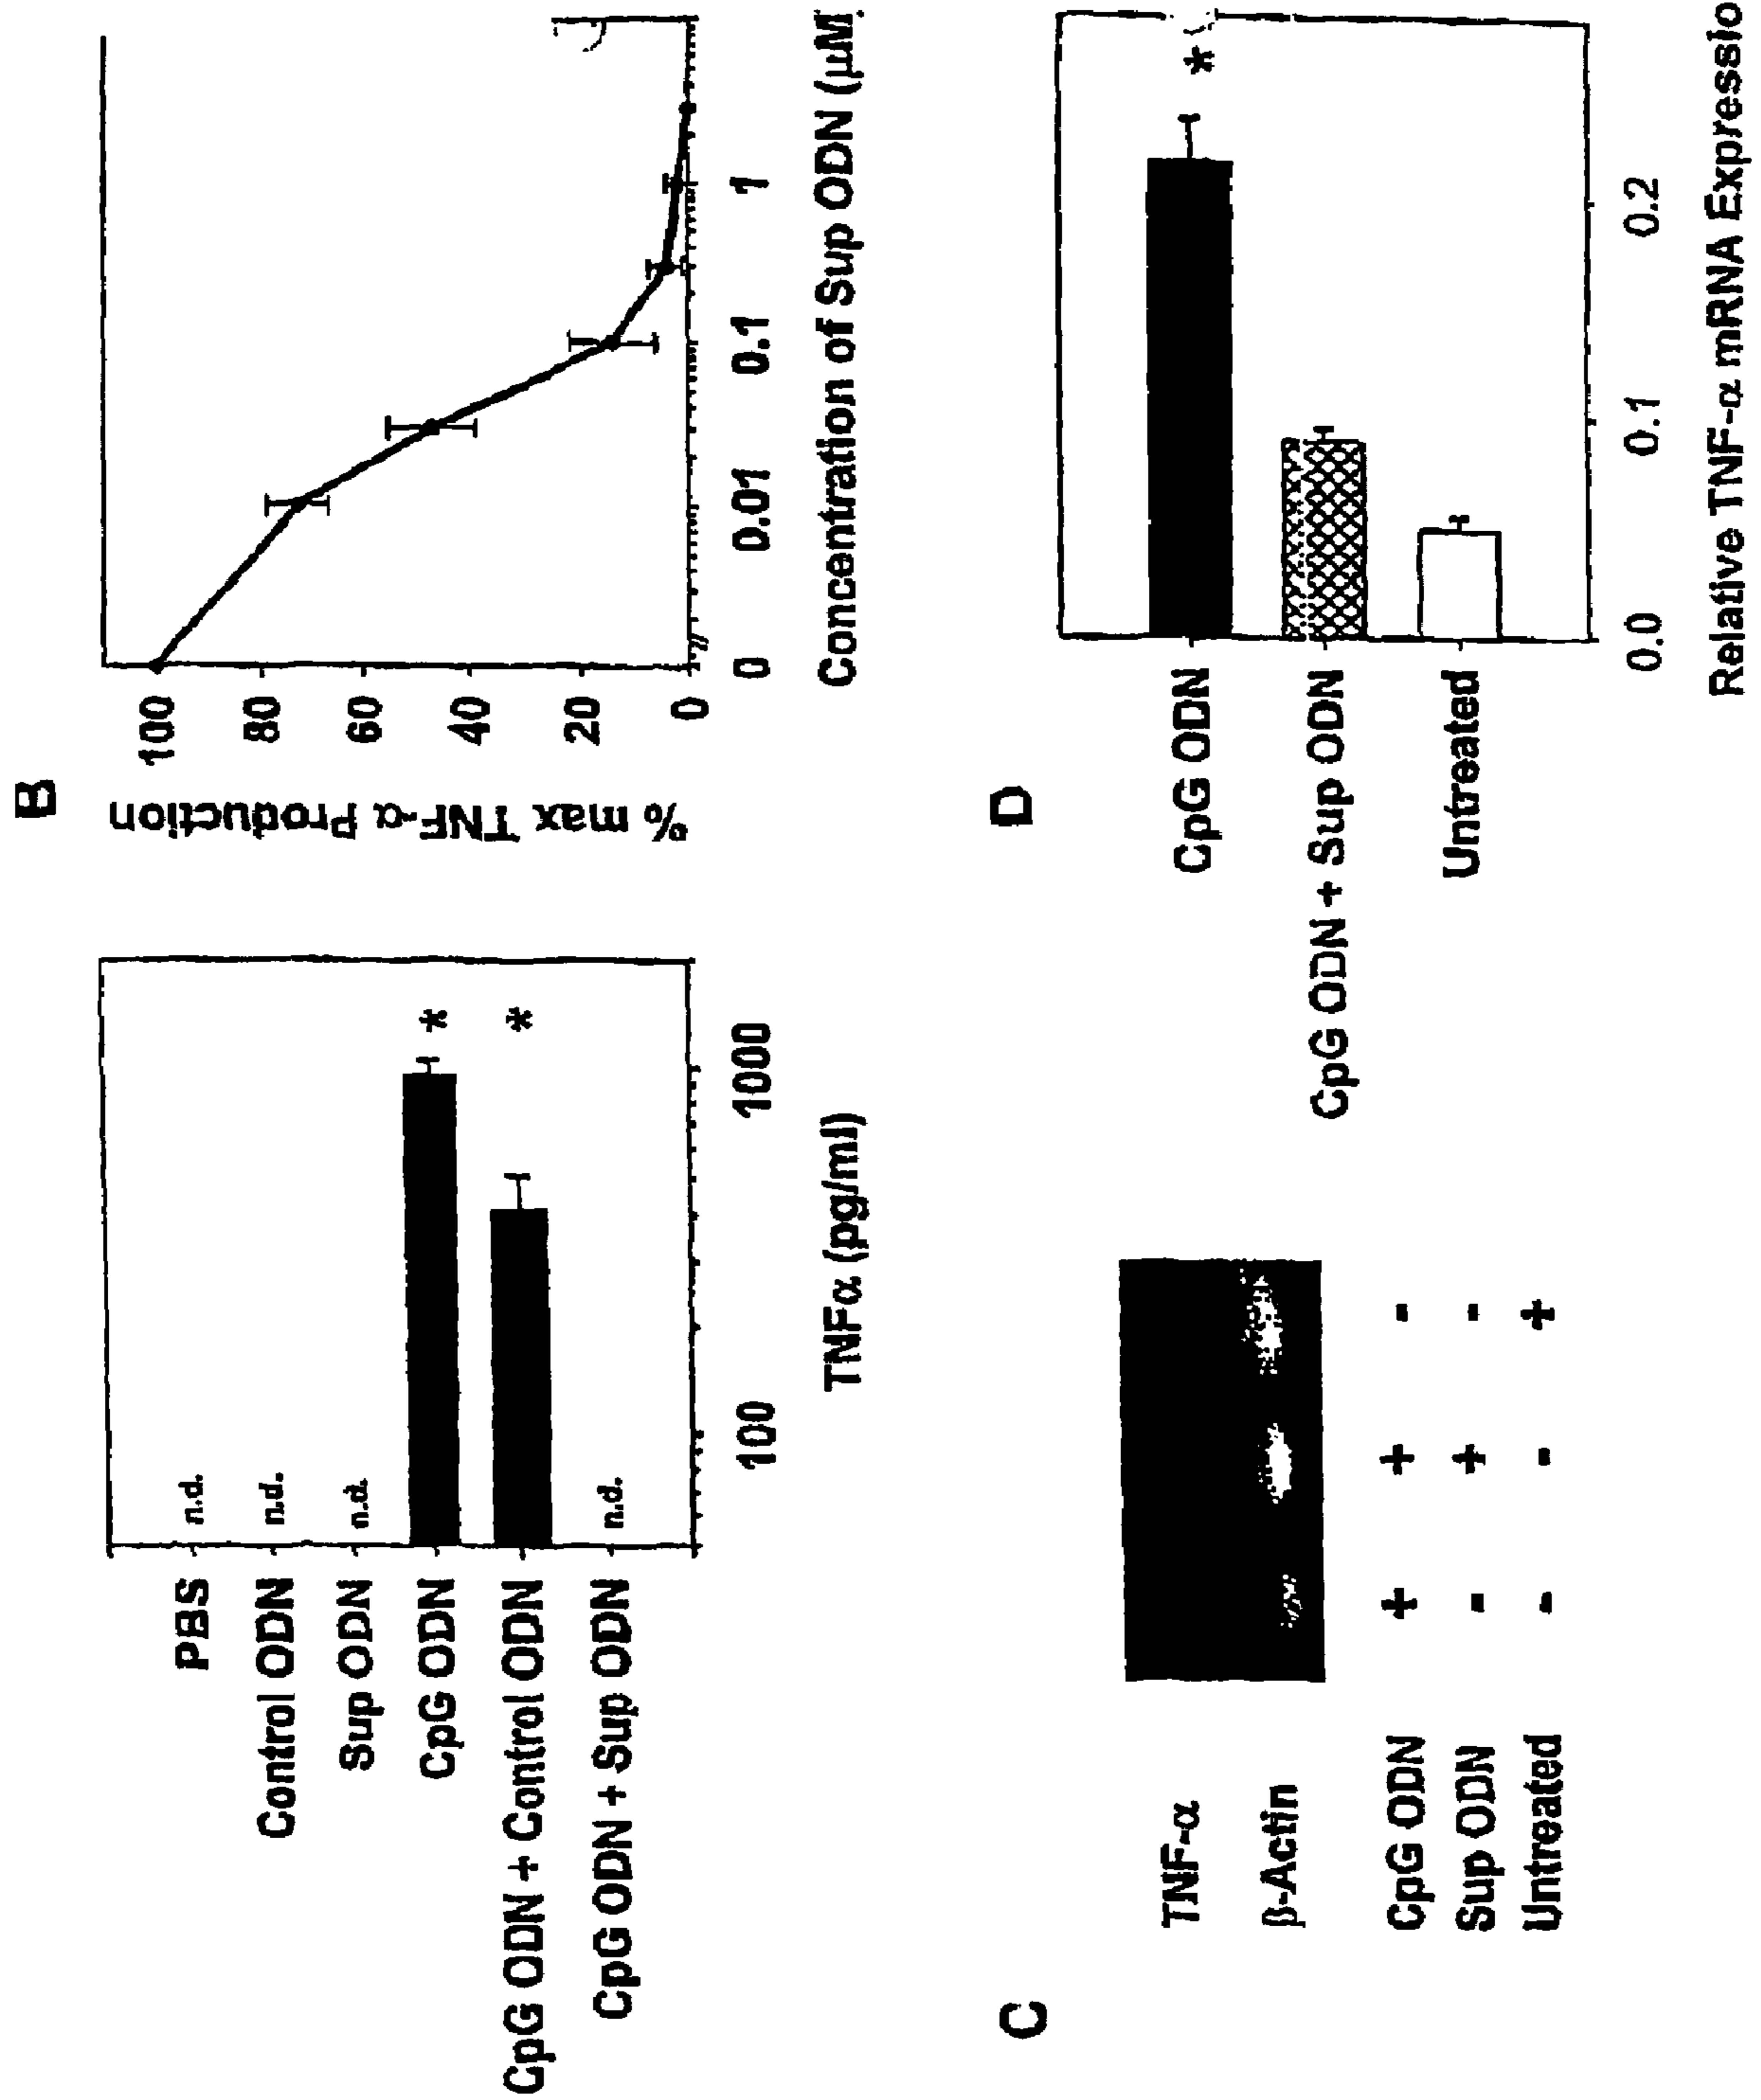 PBS
Control ODN
Sup ODN
CpG ODN
CpG ODN + Control ODN
CpG ODN + Sup ODN
n.d.
n.d.
n.d.
*
*
n.d.
100
1000
TNFα (pg/ml)
B
% max TNF-α Production
100
80
60
40
20
0
0
0.01
0.1
1
Concentration of Sup ODN (μM)
C
TNF-α
β-Actin
CpG ODN + + -
Sup ODN - + -
Untreated - - +
D
CpG ODN
*
CpG ODN + Sup ODN
Untreated
0.0
0.1
0.2
Relative TNF-α mRNA Expressio